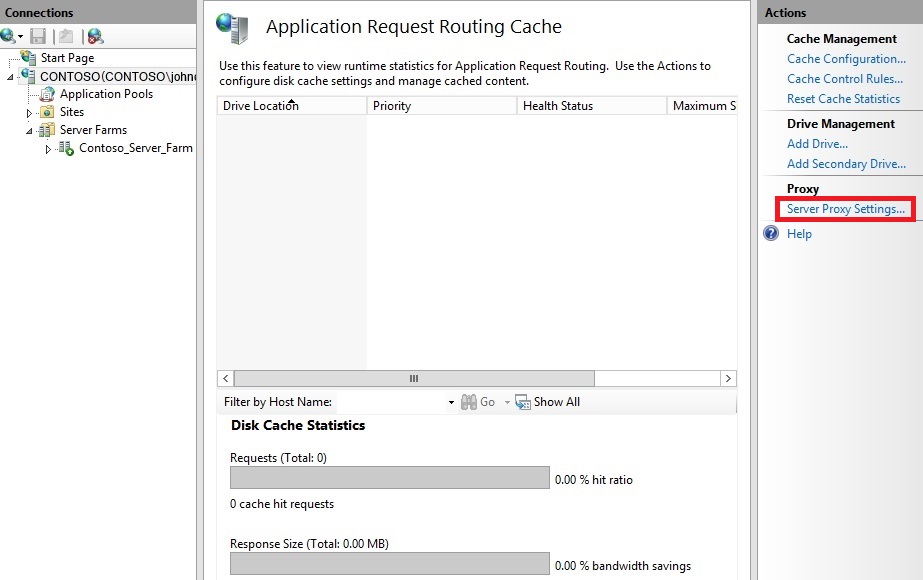 Connections
Start Page
CONTOSO(CONTOSO\john
Application Pools
Sites
Server Farms
Contoso_Server_Farm
Application Request Routing Cache
Use this feature to view runtime statistics for Application Request Routing. Use the Actions to
configure disk cache settings and manage cached content.
Drive Location Priority Health Status Maximum S
Filter by Host Name: Go Show All
Disk Cache Statistics
Requests (Total: 0)
0.00 % hit ratio
0 cache hit requests
Response Size (Total: 0.00 MB)
0.00 % bandwidth savings
Actions
Cache Management
Cache Configuration...
Cache Control Rules...
Reset Cache Statistics
Drive Management
Add Drive...
Add Secondary Drive...
Proxy
Server Proxy Settings...
Help